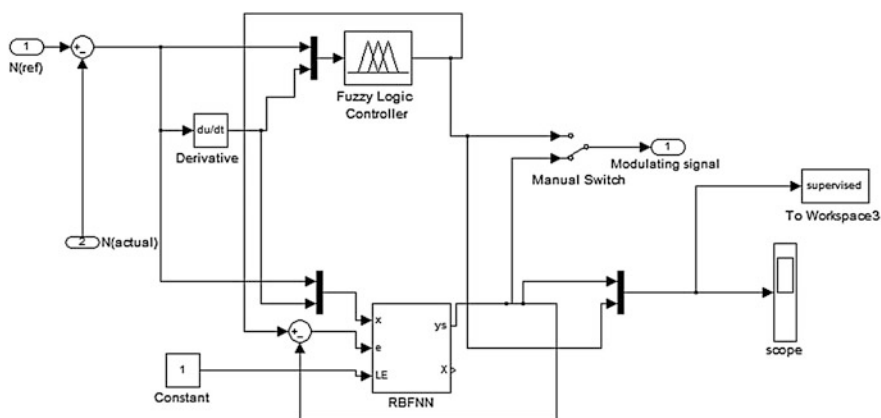 1
N(ref)
+
-
2
N(actual)
du/dt
Derivative
Fuzzy Logic
Controller
Manual Switch
1
Modulating signal
supervised
To Workspace3
scope
+
-
1
Constant
x
e
LE
ys
X
RBFNN